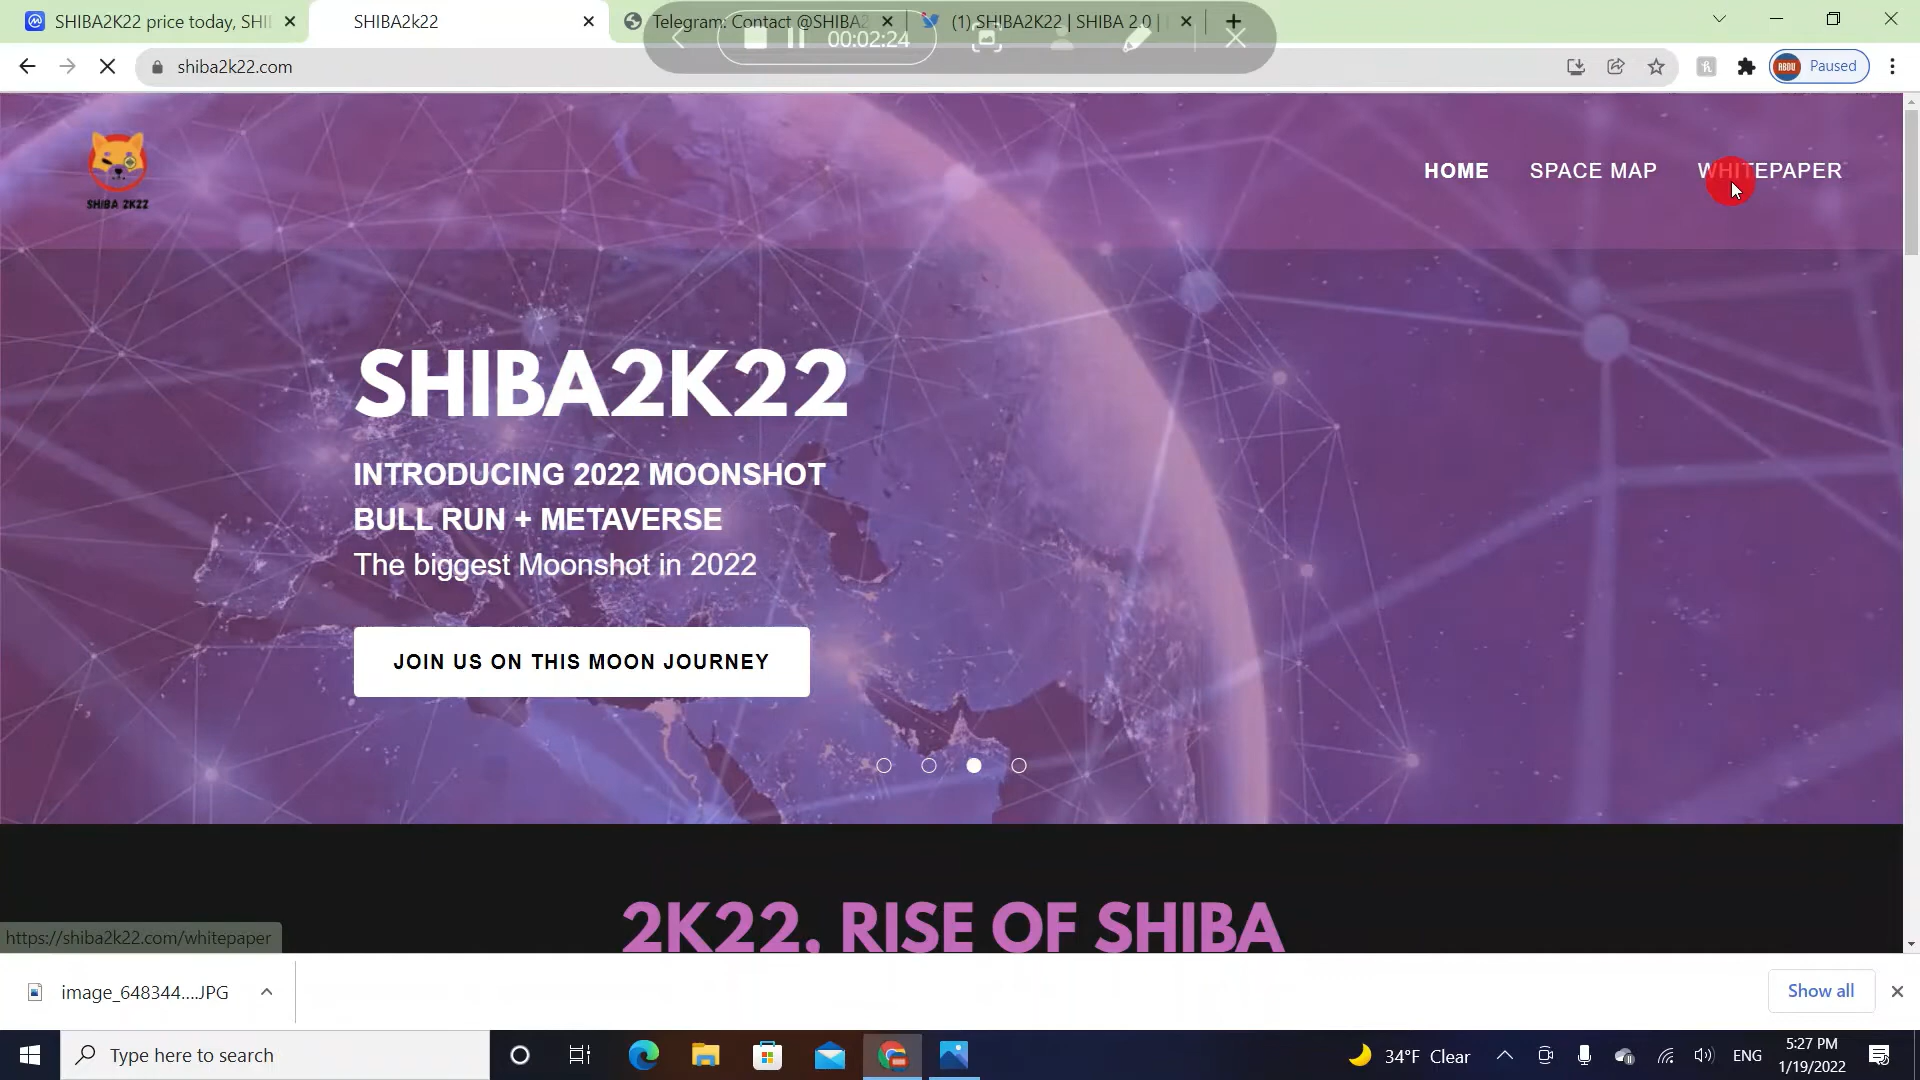 SHIBA2K22 price today, SHI
SHIBA2k22
Telegram: Contact @SHIBA2
(1) SHIBA2K22 | SHIBA 2.0 |
00:02:24
shiba2k22.com
Paused
SHIBA 2K22
HOME
SPACE MAP
WHITEPAPER
SHIBA2K22
INTRODUCING 2022 MOONSHOT
BULL RUN + METAVERSE
The biggest Moonshot in 2022
JOIN US ON THIS MOON JOURNEY
2K22, RISE OF SHIBA
https://shiba2k22.com/whitepaper
image_648344....JPG
Show all
Type here to search
34°F Clear
ENG
5:27 PM
1/19/2022